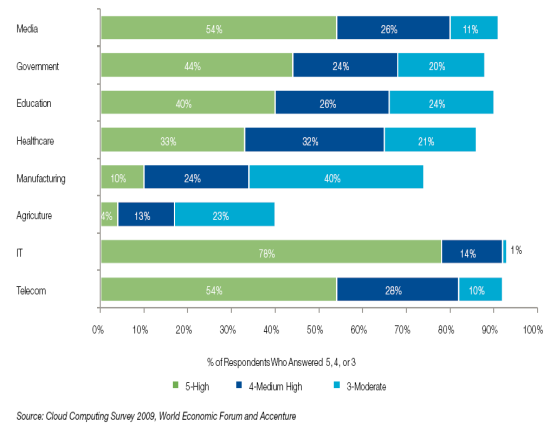 Media 54% 26% 11%
Government 44% 24% 20%
Education 40% 26% 24%
Healthcare 33% 32% 21%
Manufacturing 10% 24% 40%
Agricuture 4% 13% 23%
IT 78% 14% 1%
Telecom 54% 28% 10%
0% 10% 20% 30% 40% 50% 60% 70% 80% 90% 100%
% of Respondents Who Answered 5, 4, or 3
5-High 4-Medium High 3-Moderate
Source: Cloud Computing Survey 2009, World Economic Forum and Accenture